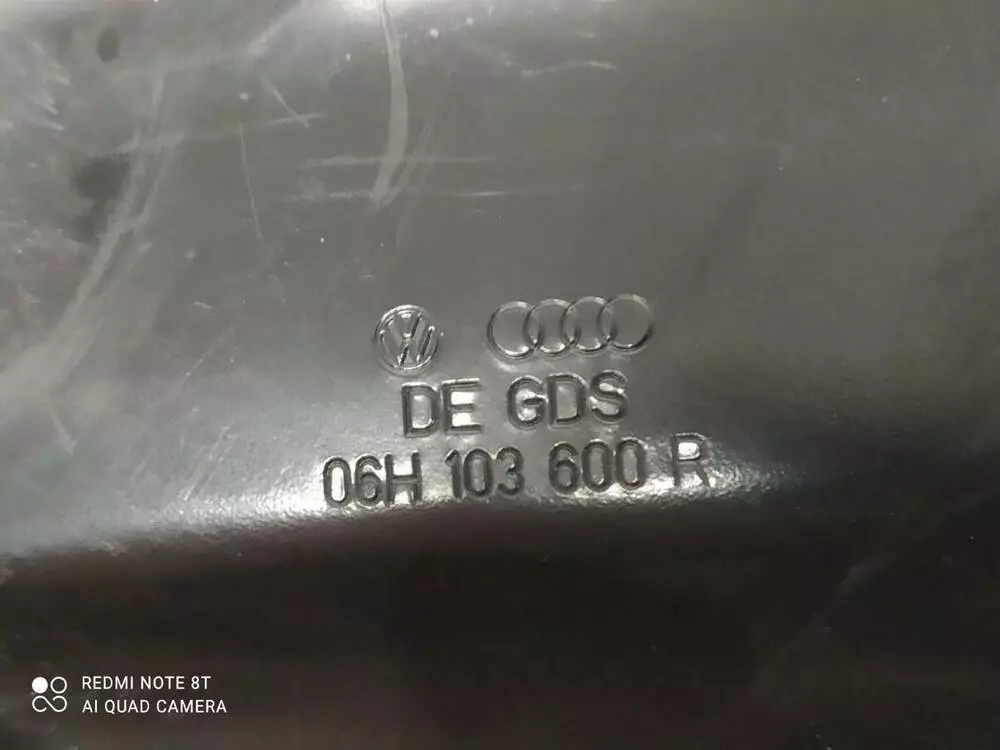 DE GDS
06H 103 600 R
REDMI NOTE 8T
AI QUAD CAMERA